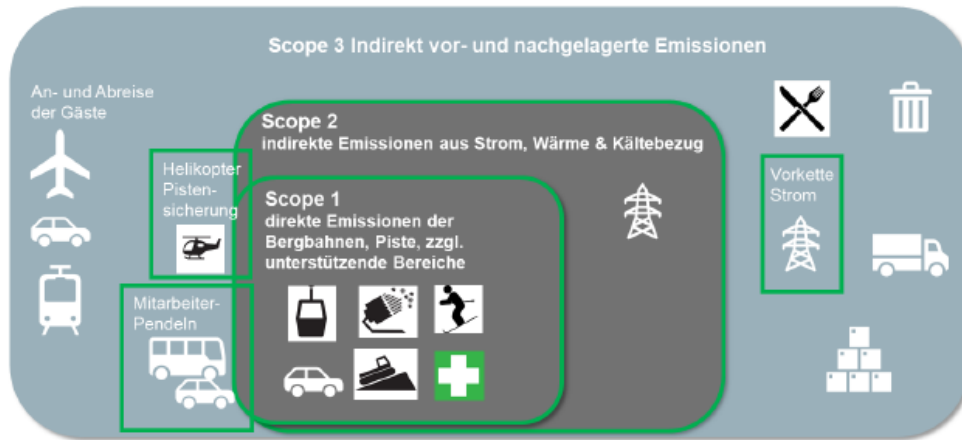 Scope 3 Indirekt vor- und nachgelagerte Emissionen
An- und Abreise
der Gäste
Scope 2
indirekte Emissionen aus Strom, Wärme & Kältebezug
Helikopter
Pisten-
sicherung
Scope 1
direkte Emissionen der
Bergbahnen, Piste, zzgl.
unterstützende Bereiche
Vorkette
Strom
Mitarbeiter-
Pendeln